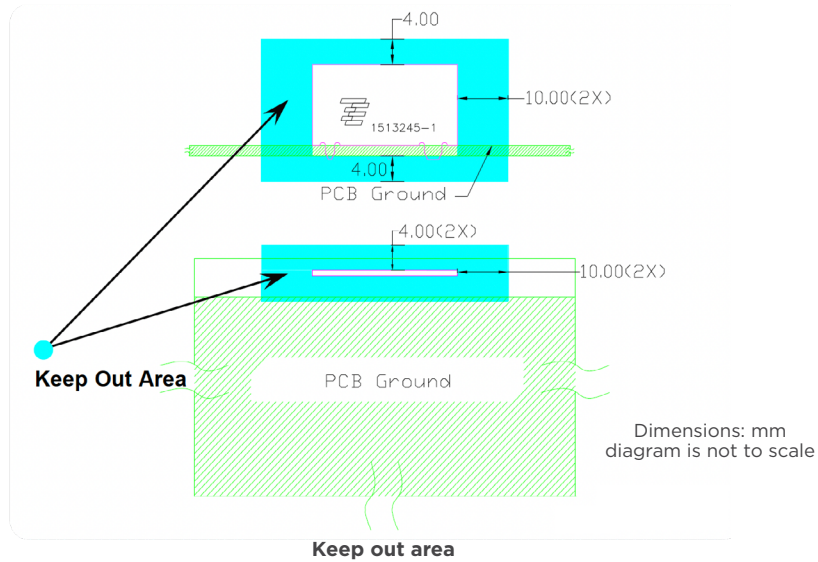 4.00
10.00(2X)
1513245-1
4.00
PCB Ground
4.00(2X)
10.00(2X)
Keep Out Area
PCB Ground
Dimensions: mm
diagram is not to scale
Keep out area